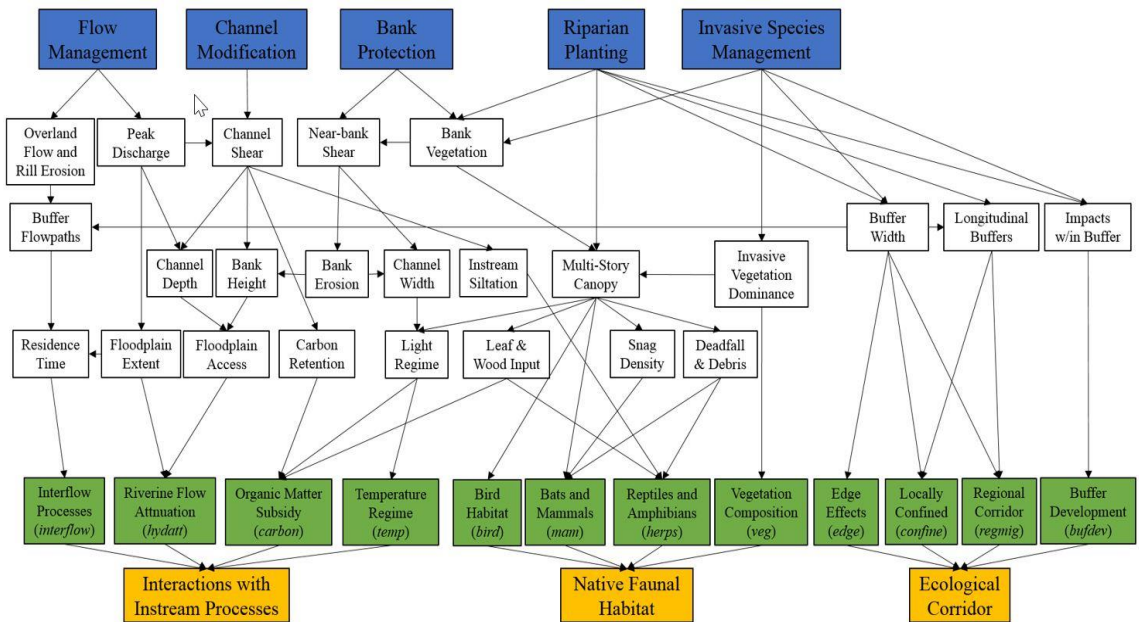 Flow
Management
Channel
Modification
Bank
Protection
Riparian
Planting
Invasive Species
Management
Overland
Flow and
Rill Erosion
Peak
Discharge
Channel
Shear
Near-bank
Shear
Bank
Vegetation
Buffer
Flowpaths
Buffer
Width
Longitudinal
Buffers
Impacts
w/in Buffer
Channel
Depth
Bank
Height
Bank
Erosion
Channel
Width
Instream
Siltation
Multi-Story
Canopy
Invasive
Vegetation
Dominance
Residence
Time
Floodplain
Extent
Floodplain
Access
Carbon
Retention
Light
Regime
Leaf &
Wood Input
Snag
Density
Deadfall
& Debris
Interflow
Processes
(interflow)
Riverine Flow
Attnuation
(hydatt)
Organic Matter
Subsidy
(carbon)
Temperature
Regime
(temp)
Bird
Habitat
(bird)
Bats and
Mammals
(mam)
Reptiles and
Amphibians
(herps)
Vegetation
Composition
(veg)
Edge
Effects
(edge)
Locally
Confined
(confine)
Regional
Corridor
(regmig)
Buffer
Development
(bufdev)
Interactions with
Instream Processes
Native Faunal
Habitat
Ecological
Corridor